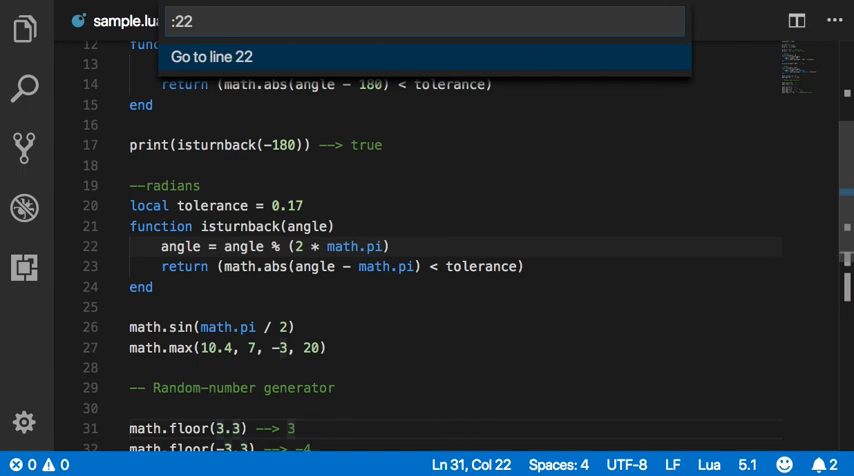 sample.lu
:22
Go to line 22
12 func
13
14 return (math.abs(angle - 180) < tolerance)
15 end
16
17 print(isturnback(-180)) --> true
18
19 --radians
20 local tolerance = 0.17
21 function isturnback(angle)
22 angle = angle % (2 * math.pi)
23 return (math.abs(angle - math.pi) < tolerance)
24 end
25
26 math.sin(math.pi / 2)
27 math.max(10.4, 7, -3, 20)
28
29 -- Random-number generator
30
31 math.floor(3.3) --> 3
32 math.floor(-3.3) --> -4
0 0 Ln 31, Col 22 Spaces: 4 UTF-8 LF Lua 5.1 2